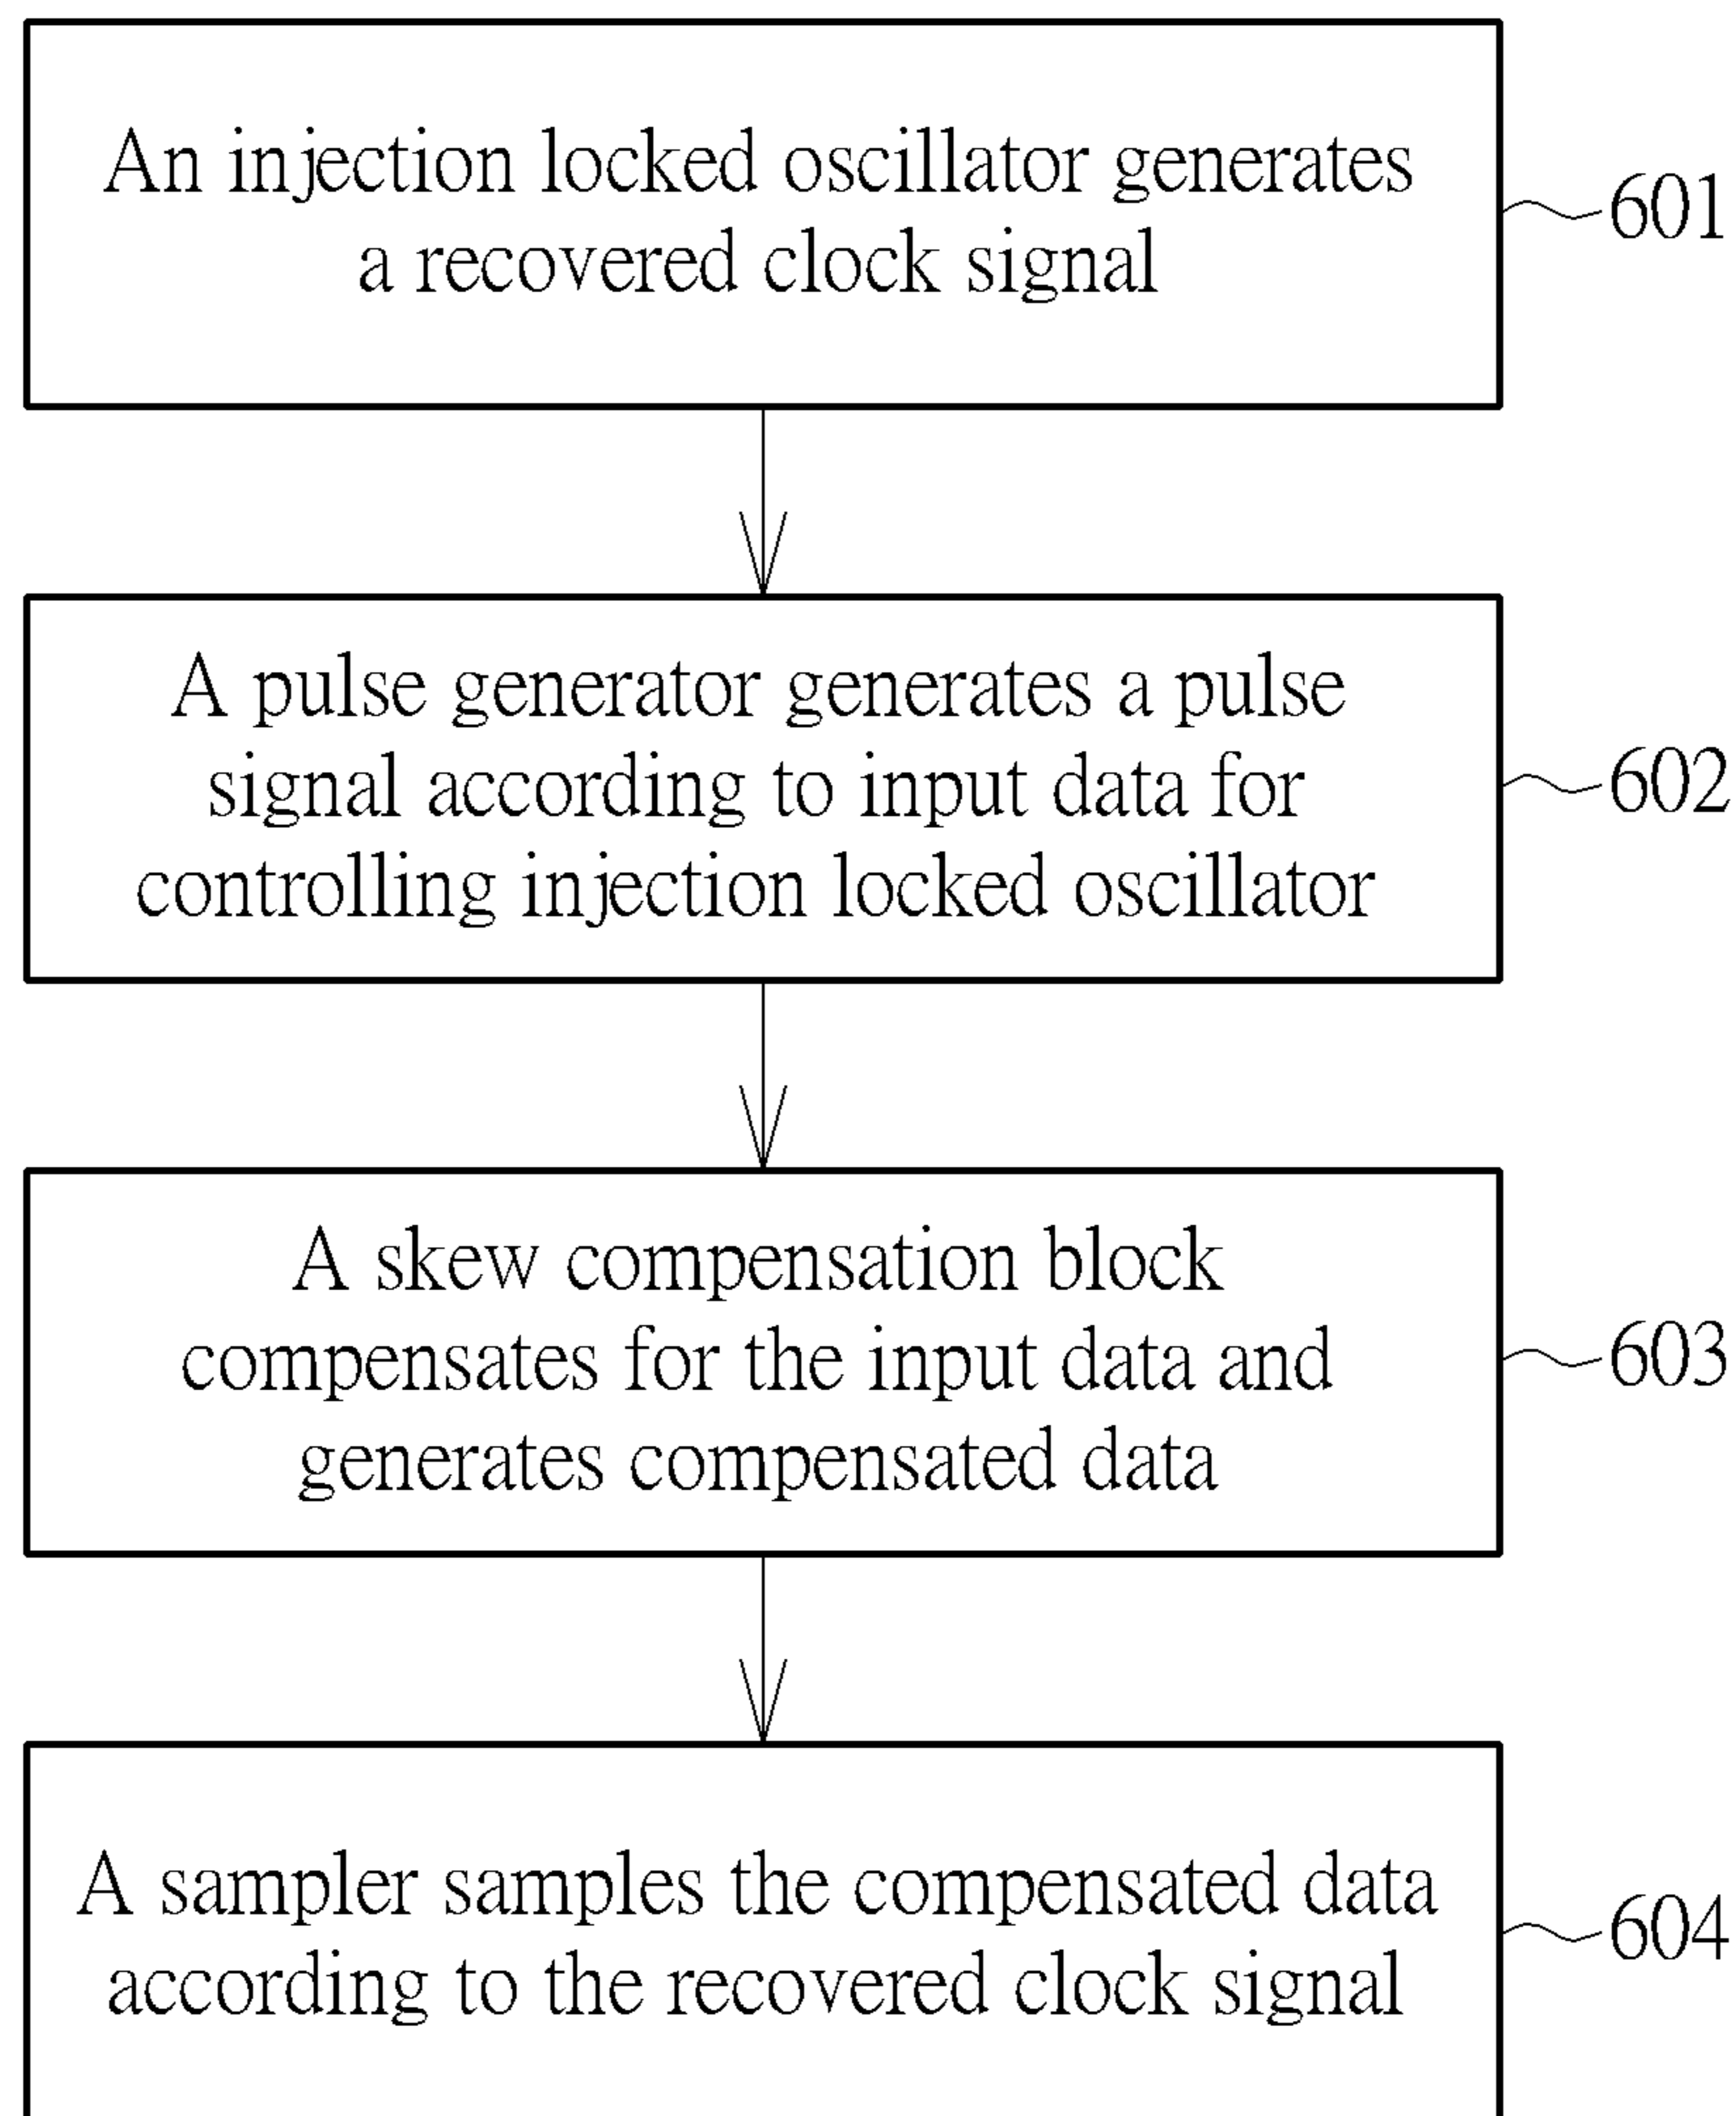 An injection locked oscillator generates
a recovered clock signal
601
A pulse generator generates a pulse
signal according to input data for
controlling injection locked oscillator
602
A skew compensation block
compensates for the input data and
generates compensated data
603
A sampler samples the compensated data
according to the recovered clock signal
604